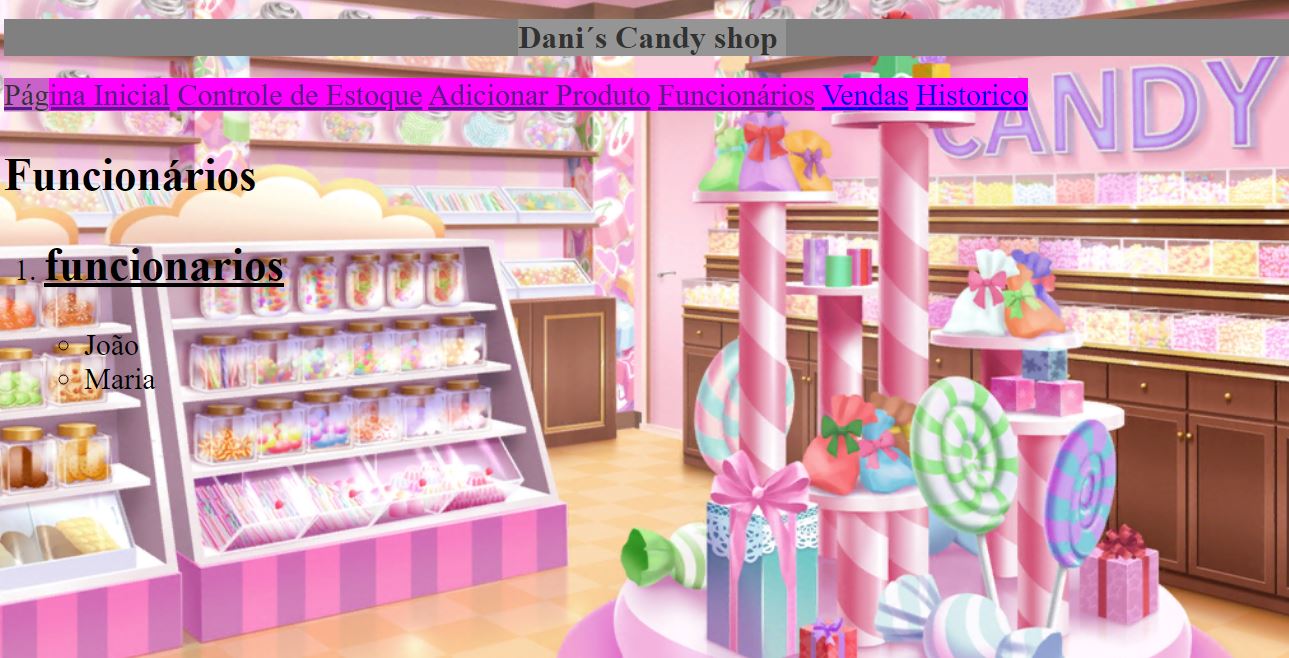 Dani´s Candy shop
Página Inicial Controle de Estoque Adicionar Produto Funcionários Vendas Historico
CANDY
Funcionários
1. funcionarios
João
Maria